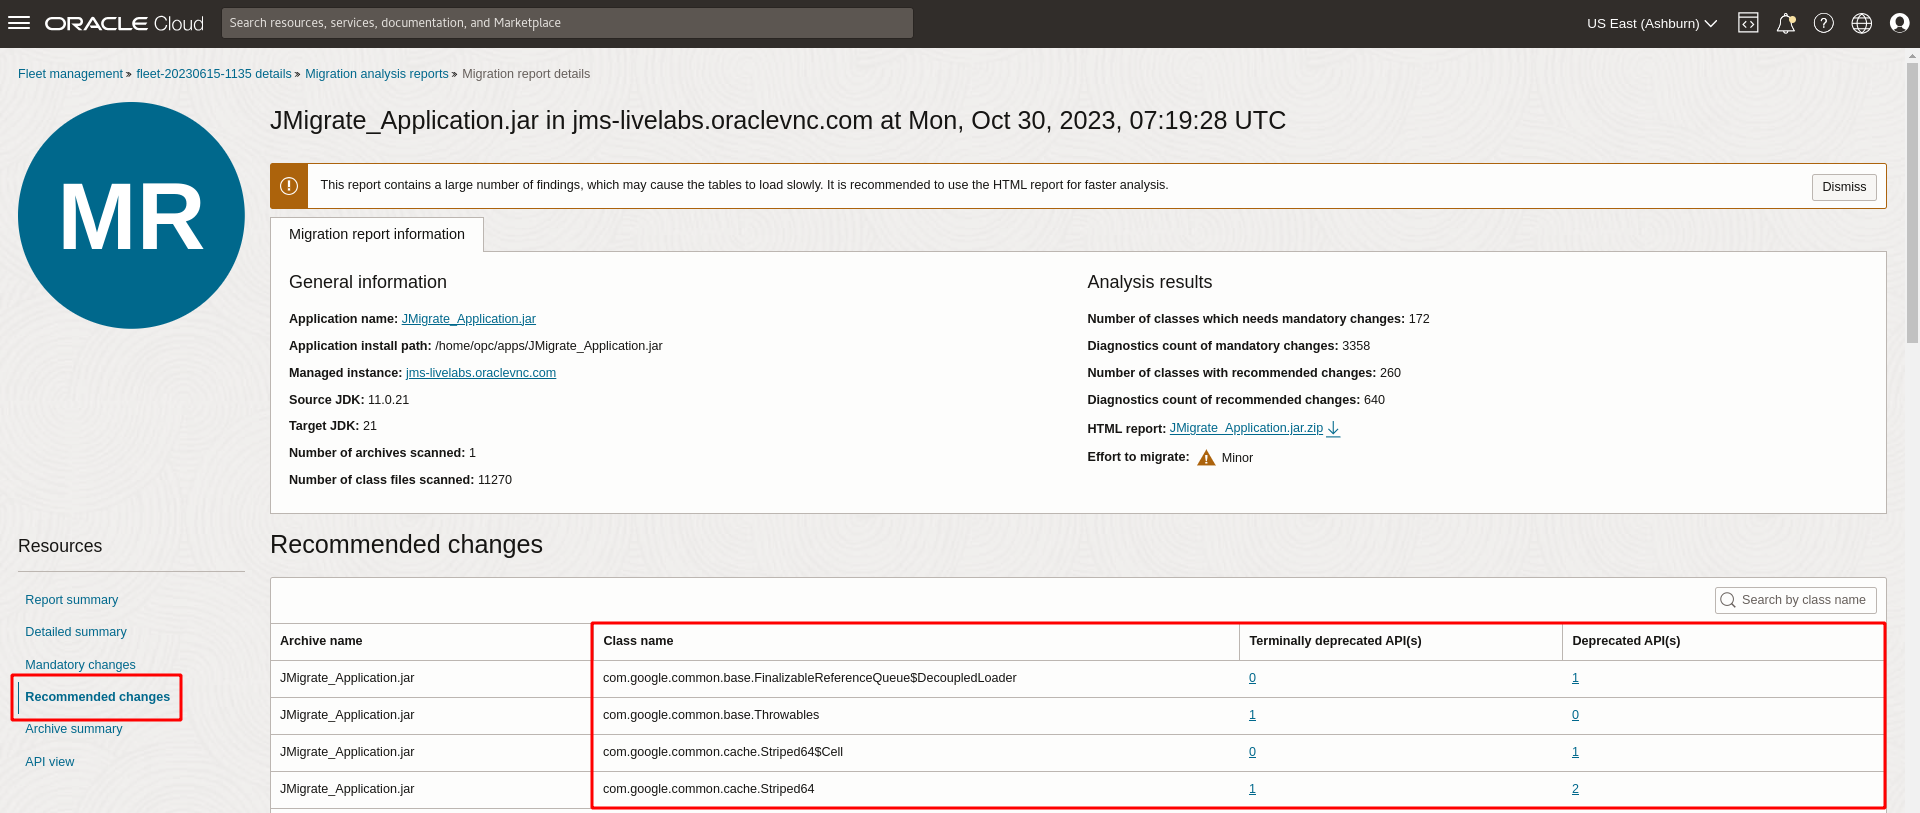 ORACLE Cloud
Search resources, services, documentation, and Marketplace
US East (Ashburn)
Fleet management » fleet-20230615-1135 details » Migration analysis reports » Migration report details
MR
JMigrate_Application.jar in jms-livelabs.oraclevnc.com at Mon, Oct 30, 2023, 07:19:28 UTC
This report contains a large number of findings, which may cause the tables to load slowly. It is recommended to use the HTML report for faster analysis.
Dismiss
Migration report information
General information
Application name: JMigrate_Application.jar
Application install path: /home/opc/apps/JMigrate_Application.jar
Managed instance: jms-livelabs.oraclevnc.com
Source JDK: 11.0.21
Target JDK: 21
Number of archives scanned: 1
Number of class files scanned: 11270
Analysis results
Number of classes which needs mandatory changes: 172
Diagnostics count of mandatory changes: 3358
Number of classes with recommended changes: 260
Diagnostics count of recommended changes: 640
HTML report: JMigrate_Application.jar.zip
Effort to migrate: Minor
Resources
Report summary
Detailed summary
Mandatory changes
Recommended changes
Archive summary
API view
Recommended changes
Search by class name
Archive name Class name Terminally deprecated API(s) Deprecated API(s)
JMigrate_Application.jar com.google.common.base.FinalizableReferenceQueue$DecoupledLoader 0 1
JMigrate_Application.jar com.google.common.base.Throwables 1 0
JMigrate_Application.jar com.google.common.cache.Striped64$Cell 0 1
JMigrate_Application.jar com.google.common.cache.Striped64 1 2